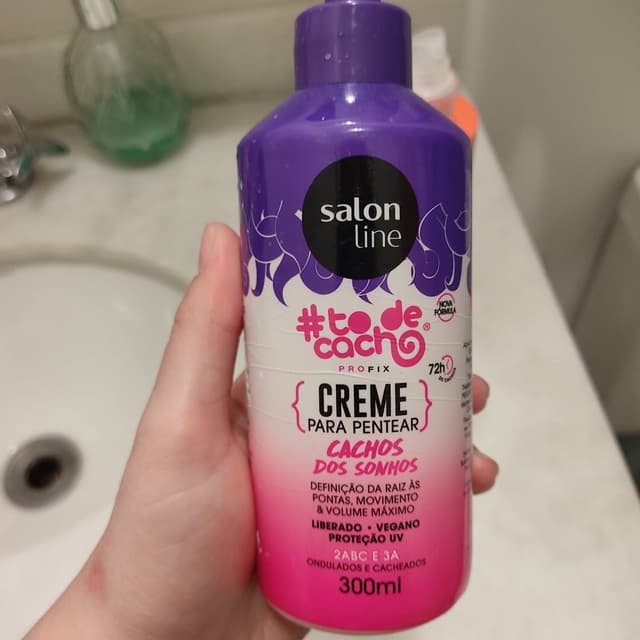 salon
line
#to de
cacho®
NOVA
FÓRMULA
PROFIX
72h
CREME
PARA PENTEAR
CACHOS
DOS SONHOS
DEFINIÇÃO DA RAIZ ÀS
PONTAS, MOVIMENTO
& VOLUME MÁXIMO
LIBERADO • VEGANO
PROTEÇÃO UV
2ABC E 3A
ONDULADOS E CACHEADOS
300ml